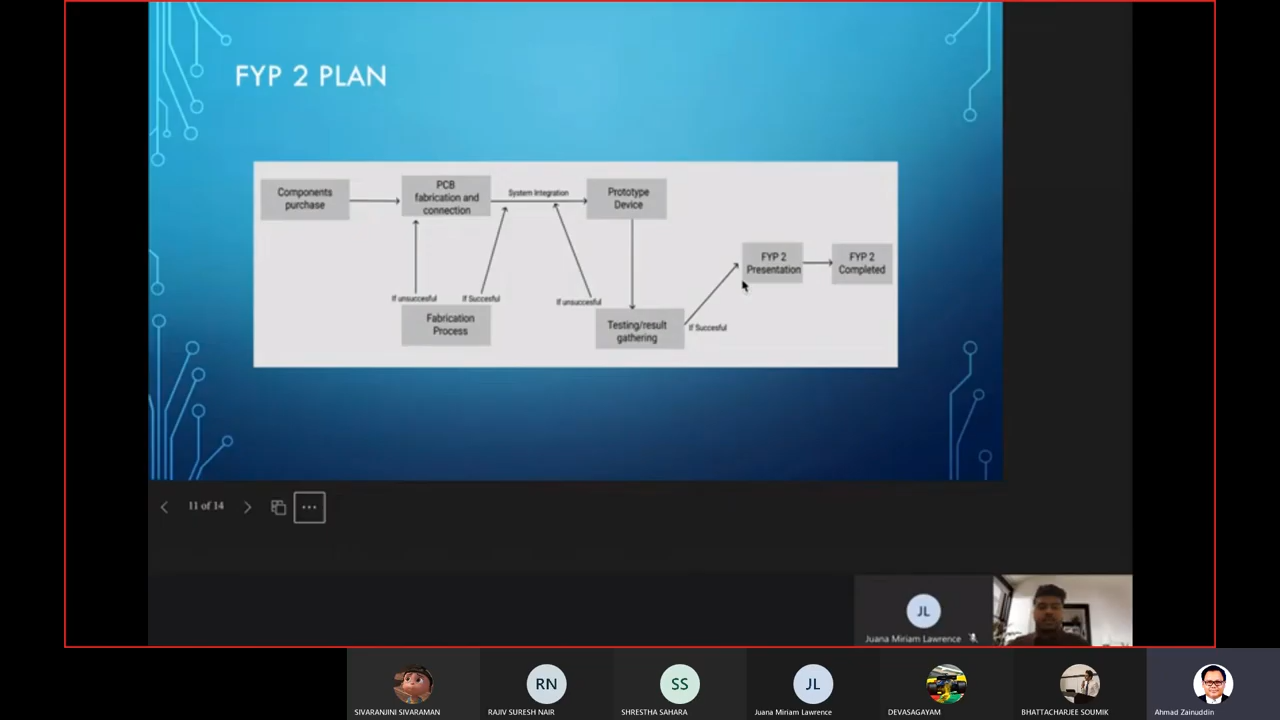 FYP 2 PLAN
Components
purchase
PCB
fabrication and
connection
System Integration
Prototype
Device
If unsuccesful
If Succesful
Fabrication
Process
If unsuccesful
Testing/result
gathering
If Succesful
FYP 2
Presentation
FYP 2
Completed
11 of 14
JL
Juana Miriam Lawrence
SIVARANJINI SIVARAMAN
RN
RAJIV SURESH NAIR
SS
SHRESTHA SAHARA
JL
Juana Miriam Lawrence
DEVASAGAYAM
BHATTACHARJEE SOUMIK
Ahmad Zainuddin